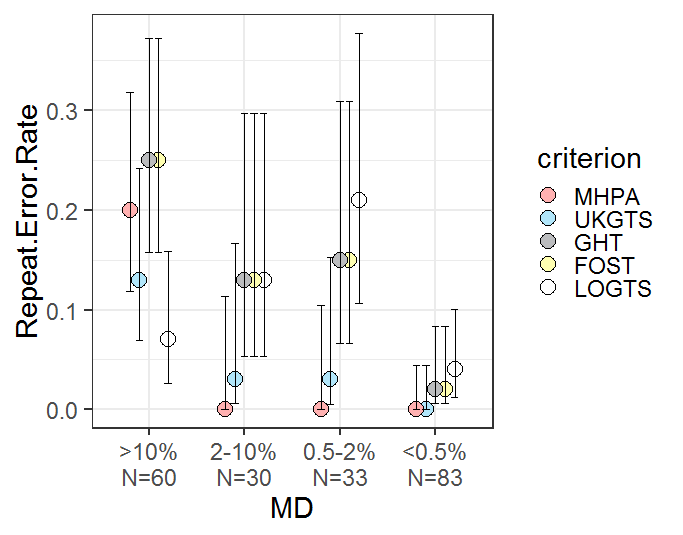 Repeat.Error.Rate
0.3
0.2
0.1
0.0
>10% 2-10% 0.5-2% <0.5%
N=60 N=30 N=33 N=83
MD
criterion
MHPA
UKGTS
GHT
FOST
LOGTS